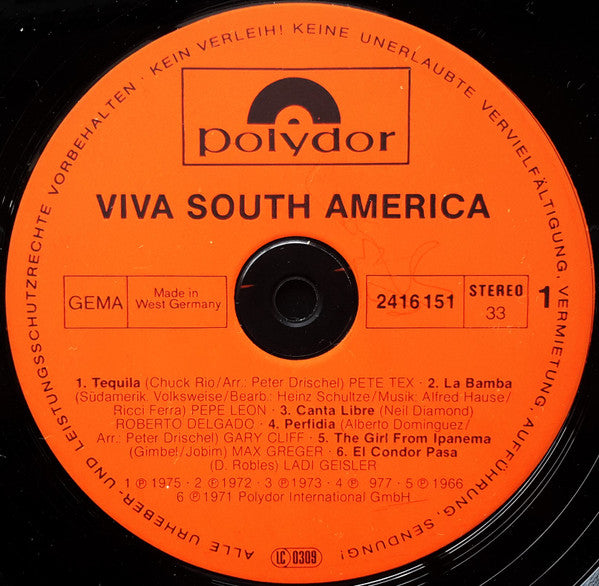 ALLE URHEBER- UND LEISTUNGSSCHUTZRECHTE VORBEHALTEN · KEIN VERLEIH! KEINE UNERLAUBTE VERVIELFÄLTIGUNG, VERMIETUNG, AUFFÜHRUNG, SENDUNG!
polydor
VIVA SOUTH AMERICA
GEMA
Made in
West Germany
2416 151
STEREO
33
1
1. Tequila (Chuck Rio/Arr.: Peter Drischel) PETE TEX · 2. La Bamba
(Südamerik. Volksweise/Bearb.: Heinz Schultze/Musik: Alfred Hause/
Ricci Ferra) PEPE LEON · 3. Canta Libre (Neil Diamond)
ROBERTO DELGADO · 4. Perfidia (Alberto Dominguez/
Arr.: Peter Drischel) GARY CLIFF · 5. The Girl From Ipanema
(Gimbel/Jobim) MAX GREGER · 6. El Condor Pasa
(D. Robles) LADI GEISLER
1 ℗ 1975 · 2 ℗ 1972 · 3 ℗ 1973 · 4 ℗ 977 · 5 ℗ 1966
6 ℗ 1971 Polydor International GmbH
LC 0309